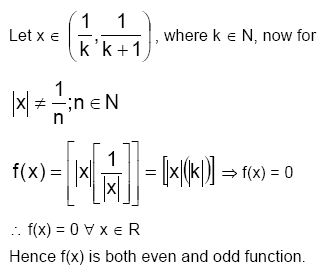 Let x ∈ (1/k, 1/k+1), where k ∈ N, now for
|x| ≠ 1/n; n ∈ N
f(x) = [|x|[1/|x|]] = [|x|(k|)] ⇒ f(x) = 0
∴ f(x) = 0 ∀ x ∈ R
Hence f(x) is both even and odd function.